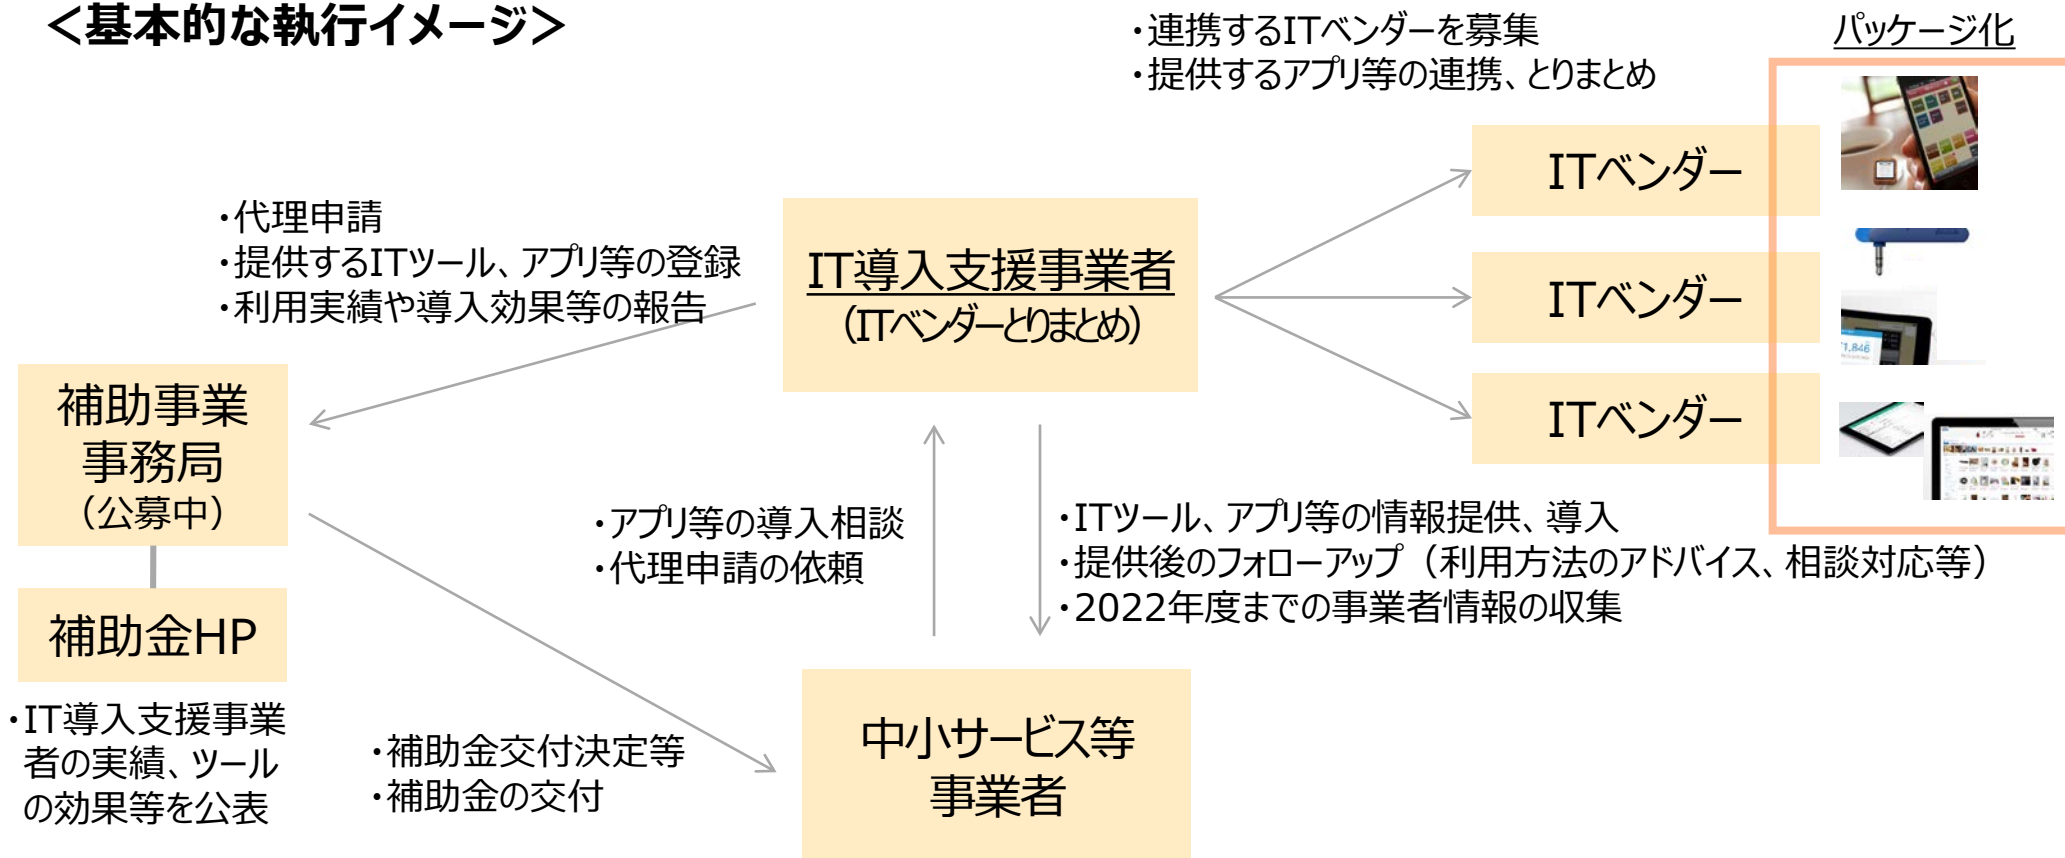 ＜基本的な執行イメージ＞
・連携するITベンダーを募集
・提供するアプリ等の連携、とりまとめ
パッケージ化
・代理申請
・提供するITツール、アプリ等の登録
・利用実績や導入効果等の報告
IT導入支援事業者
（ITベンダーとりまとめ）
ITベンダー
ITベンダー
ITベンダー
補助事業
事務局
（公募中）
補助金HP
・IT導入支援事業
者の実績、ツール
の効果等を公表
・アプリ等の導入相談
・代理申請の依頼
・ITツール、アプリ等の情報提供、導入
・提供後のフォローアップ（利用方法のアドバイス、相談対応等）
・2022年度までの事業者情報の収集
・補助金交付決定等
・補助金の交付
中小サービス等
事業者